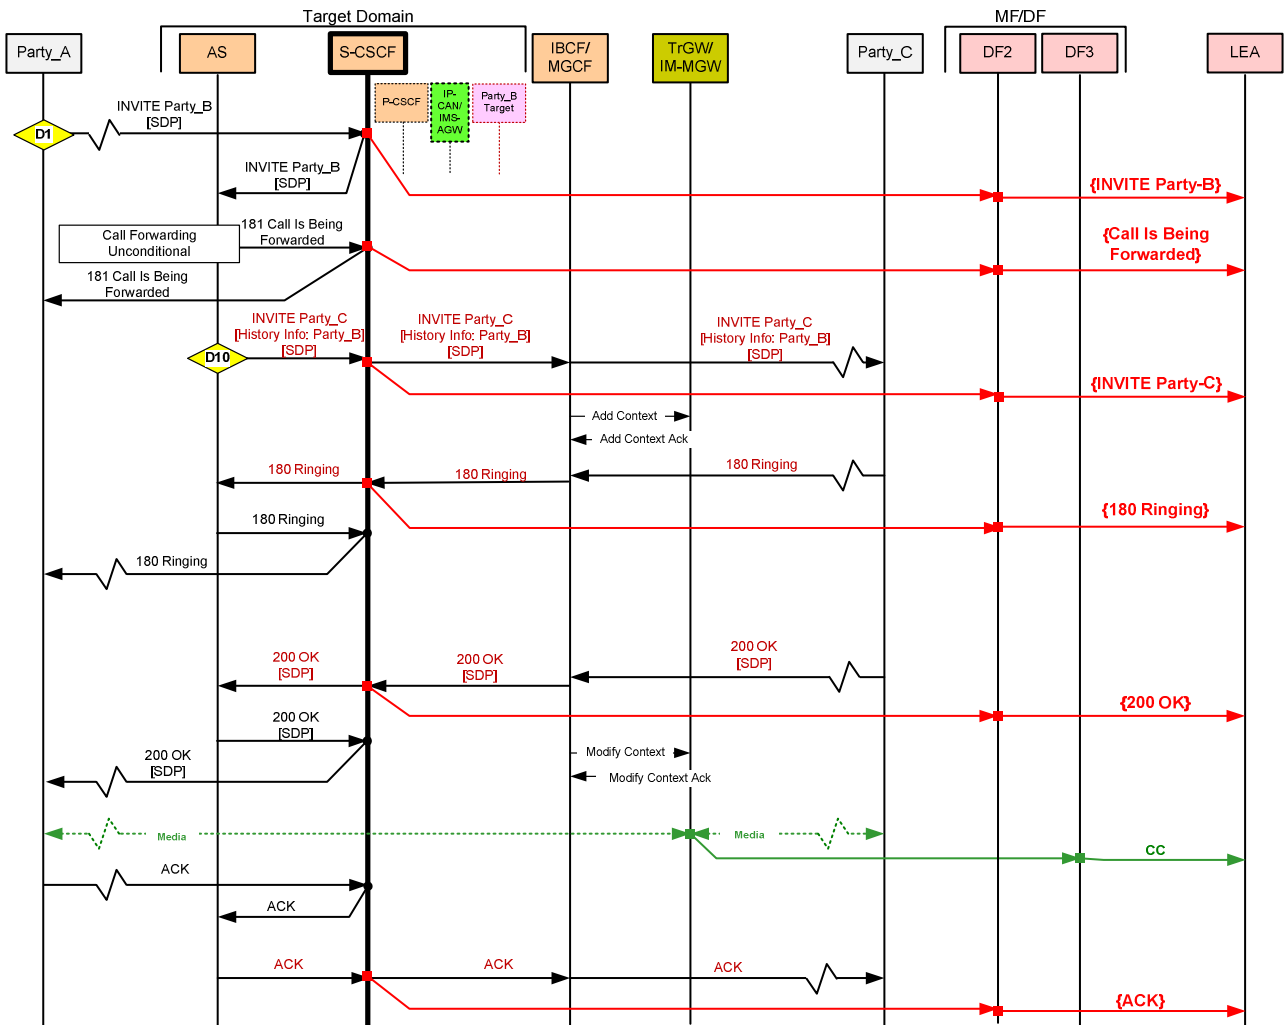 Target Domain
MF/DF
Party_A
AS
S-CSCF
IBCF/
MGCF
TrGW/
IM-MGW
Party_C
DF2
DF3
LEA
P-CSCF
IP-
CAN/
IMS-
AGW
Party_B
Target
INVITE Party_B
[SDP]
D1
INVITE Party_B
[SDP]
{INVITE Party-B}
Call Forwarding
Unconditional
181 Call Is Being
Forwarded
{Call Is Being
Forwarded}
181 Call Is Being
Forwarded
INVITE Party_C
[History Info: Party_B]
[SDP]
INVITE Party_C
[History Info: Party_B]
[SDP]
INVITE Party_C
[History Info: Party_B]
[SDP]
D10
{INVITE Party-C}
Add Context
Add Context Ack
180 Ringing
180 Ringing
180 Ringing
{180 Ringing}
180 Ringing
180 Ringing
200 OK
[SDP]
200 OK
[SDP]
200 OK
[SDP]
{200 OK}
200 OK
[SDP]
200 OK
[SDP]
Modify Context
Modify Context Ack
Media
Media
CC
ACK
ACK
ACK
ACK
ACK
{ACK}